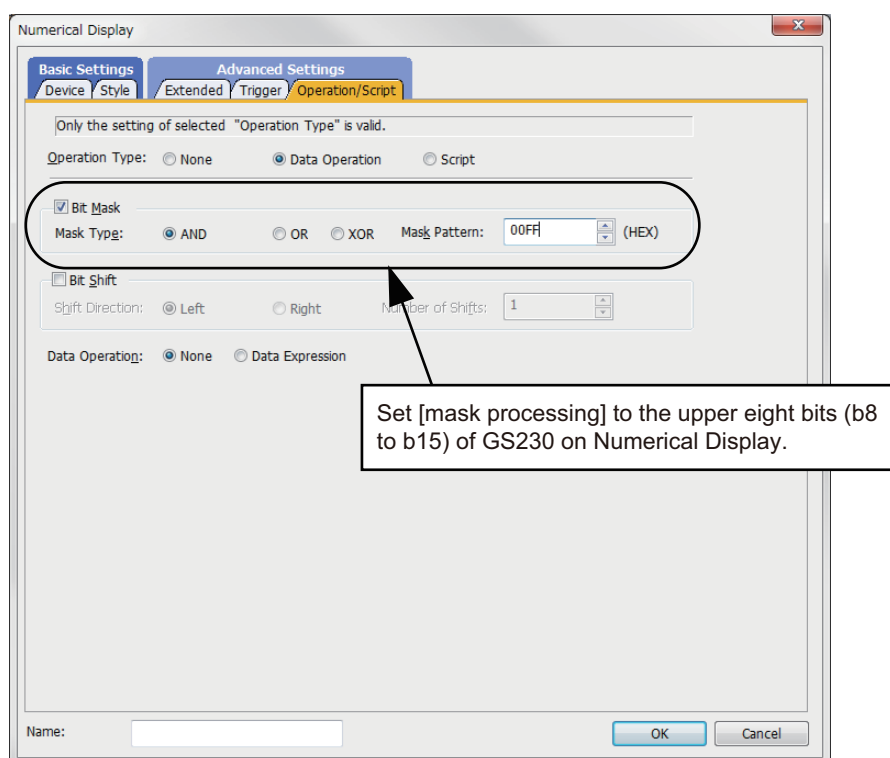 Numerical Display
Basic Settings Advanced Settings
Device Style Extended Trigger Operation/Script
Only the setting of selected "Operation Type" is valid.
Operation Type: None Data Operation Script
Bit Mask
Mask Type: AND OR XOR Mask Pattern: 00FF (HEX)
Bit Shift
Shift Direction: Left Right Number of Shifts: 1
Data Operation: None Data Expression
Set [mask processing] to the upper eight bits (b8
to b15) of GS230 on Numerical Display.
Name: OK Cancel